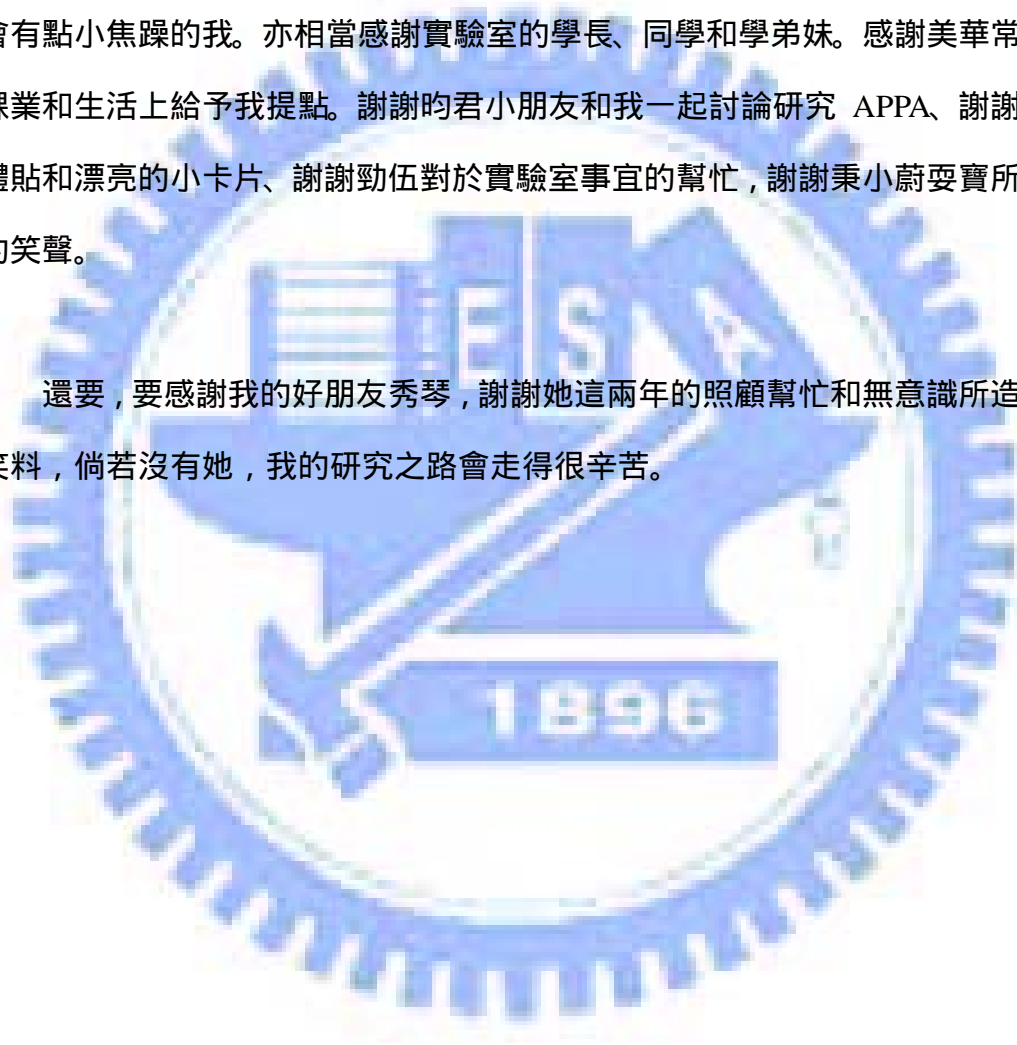 會有點小焦躁的我。亦相當感謝實驗室的學長、同學和學弟妹。感謝美華常
課業和生活上給予我提點。謝謝昀君小朋友和我一起討論研究 APPA、謝謝
體貼和漂亮的小卡片、謝謝勁伍對於實驗室事宜的幫忙,謝謝秉小蔚耍寶所
的笑聲。
E S A
還要,要感謝我的好朋友秀琴,謝謝她這兩年的照顧幫忙和無意識所造
笑料,倘若沒有她,我的研究之路會走得很辛苦。
1896